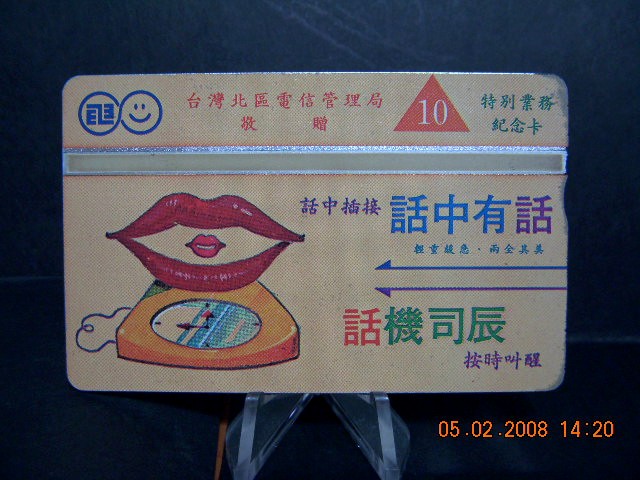 台灣北區電信管理局
敬贈
10
特別業務
紀念卡
話中插接 話中有話
輕重緩急．兩全其美
話機司辰
按時叫醒
05.02.2008 14:20